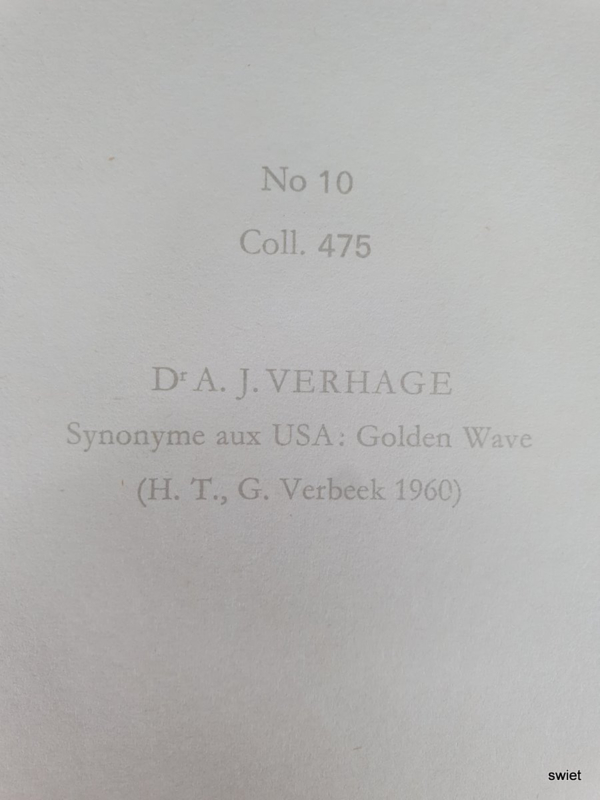 No 10
Coll. 475
Dr A. J. VERHAGE
Synonyme aux USA: Golden Wave
(H. T., G. Verbeek 1960)
swiet